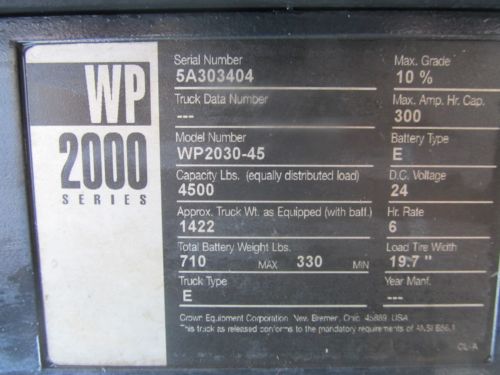 WP
2000
SERIES
Serial Number
5A303404
Truck Data Number
---
Model Number
WP2030-45
Capacity Lbs. (equally distributed load)
4500
Approx. Truck Wt. as Equipped (with batt.)
1422
Total Battery Weight Lbs.
710 MAX 330 MIN
Truck Type
E
Max. Grade
10 %
Max. Amp. Hr. Cap.
300
Battery Type
E
D.C. Voltage
24
Hr. Rate
6
Load Tire Width
19.7 "
Year Manf.
---
Crown Equipment Corporation, New Bremen, Ohio, 45869, USA
This truck as released conforms to the mandatory requirements of ANSI B56.1
CL-A